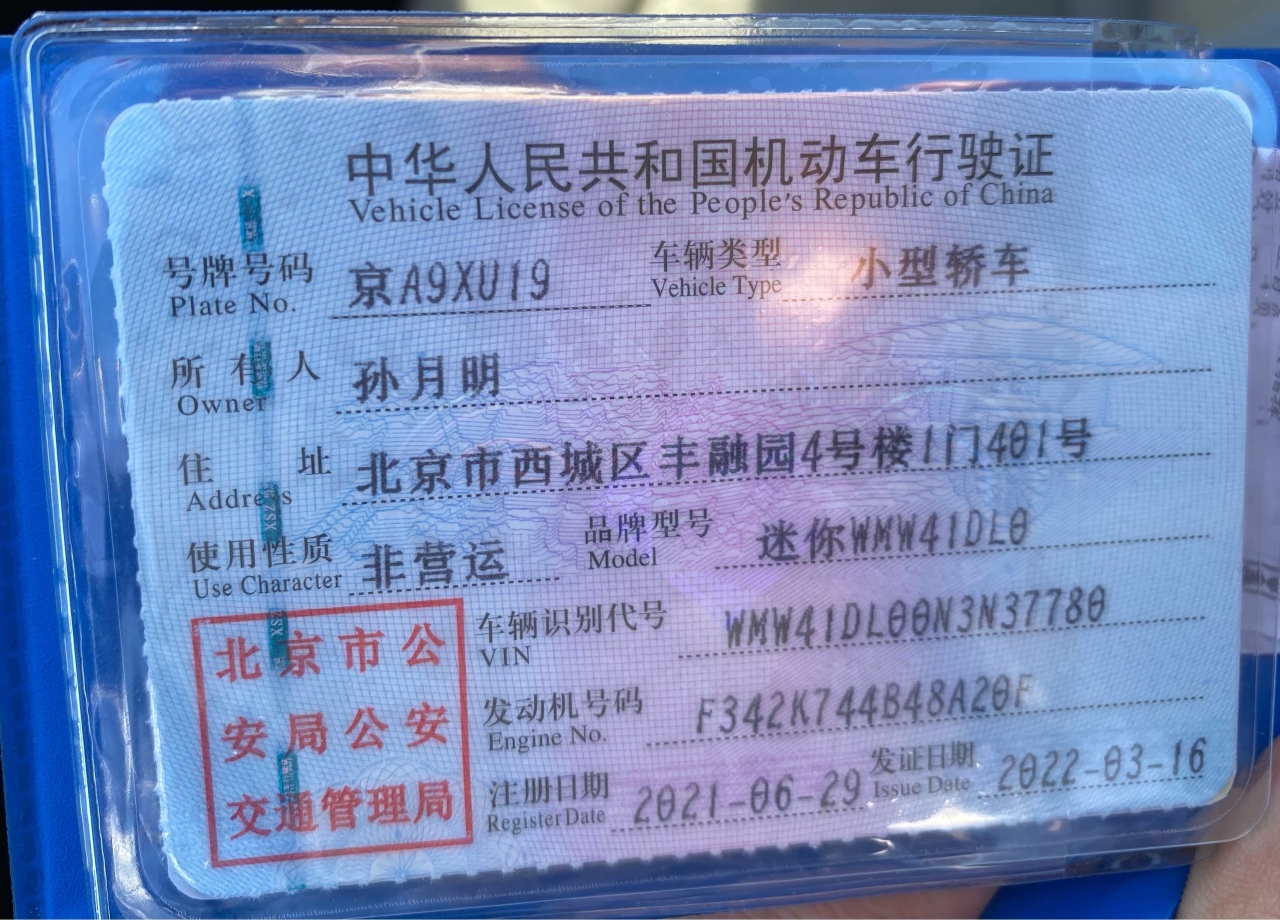 中华人民共和国机动车行驶证
Vehicle License of the People's Republic of China
号牌号码 京A9XU19 车辆类型 小型轿车
Plate No. Vehicle Type
所有人 孙月明
Owner
住址 北京市西城区丰融园4号楼1门401号
Address
使用性质 非营运 品牌型号 迷你WMW41DL0
Use Character Model
北京市公
安局公安
交通管理局
车辆识别代号 WMW41DL00N3N37780
VIN
发动机号码 F342K744B48A20F
Engine No.
注册日期 2021-06-29 发证日期 2022-03-16
Register Date Issue Date